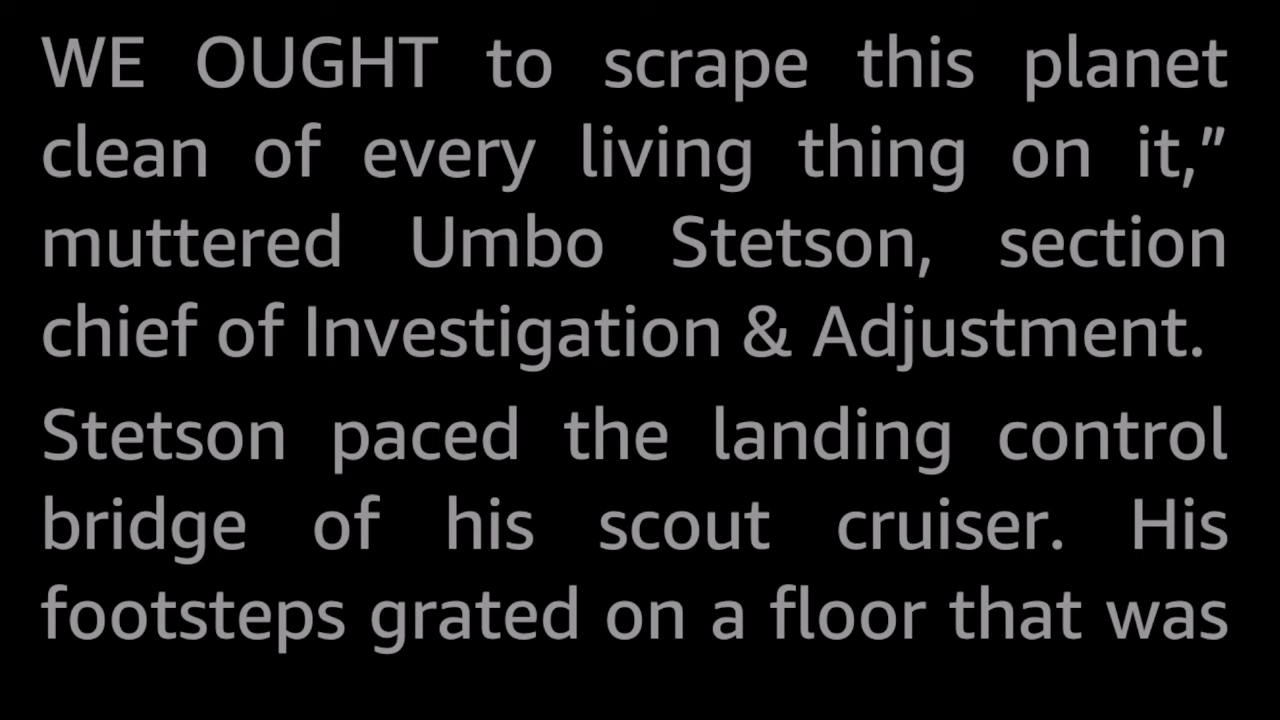 WE OUGHT to scrape this planet
clean of every living thing on it,”
muttered Umbo Stetson, section
chief of Investigation & Adjustment.
Stetson paced the landing control
bridge of his scout cruiser. His
footsteps grated on a floor that was